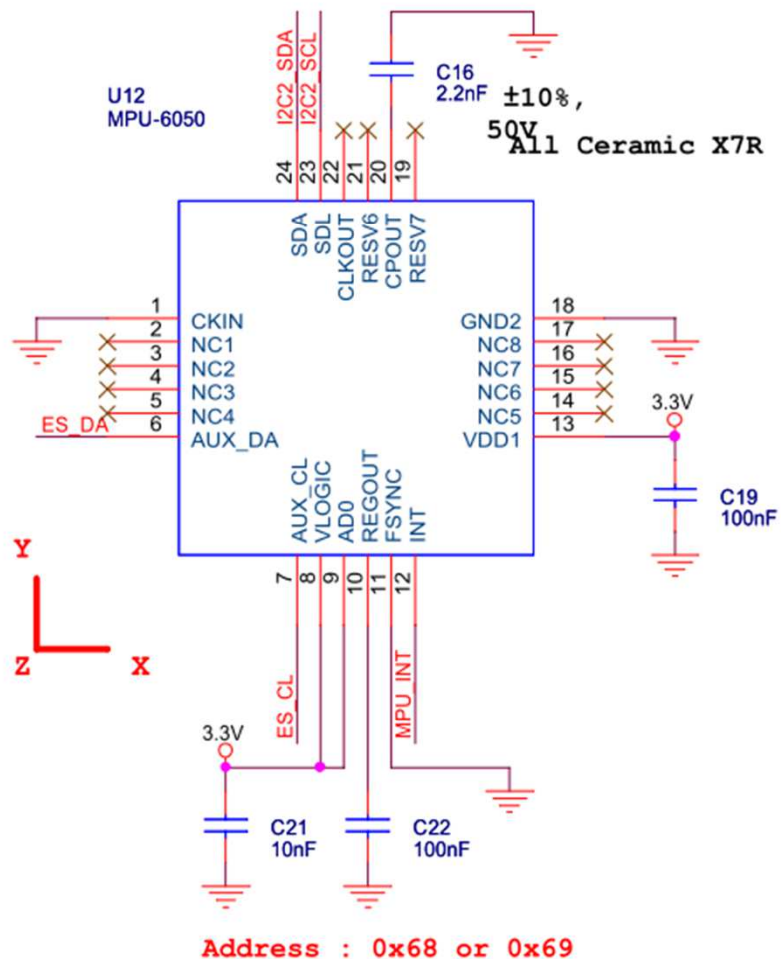 I2C2_SDA
I2C2_SCL
C16
2.2nF
±10%,
50V
All Ceramic X7R
U12
MPU-6050
24
23
22
21
20
19
SDA
SDL
CLKOUT
RESV6
CPOUT
RESV7
1
CKIN
2
NC1
3
NC2
4
NC3
5
NC4
ES_DA
6
AUX_DA
18
GND2
17
NC8
16
NC7
15
NC6
14
NC5
13
VDD1
3.3V
C19
100nF
AUX_CL
VLOGIC
AD0
REGOUT
FSYNC
INT
7
8
9
10
11
12
Y
Z
X
ES_CL
MPU_INT
3.3V
C21
10nF
C22
100nF
Address : 0x68 or 0x69